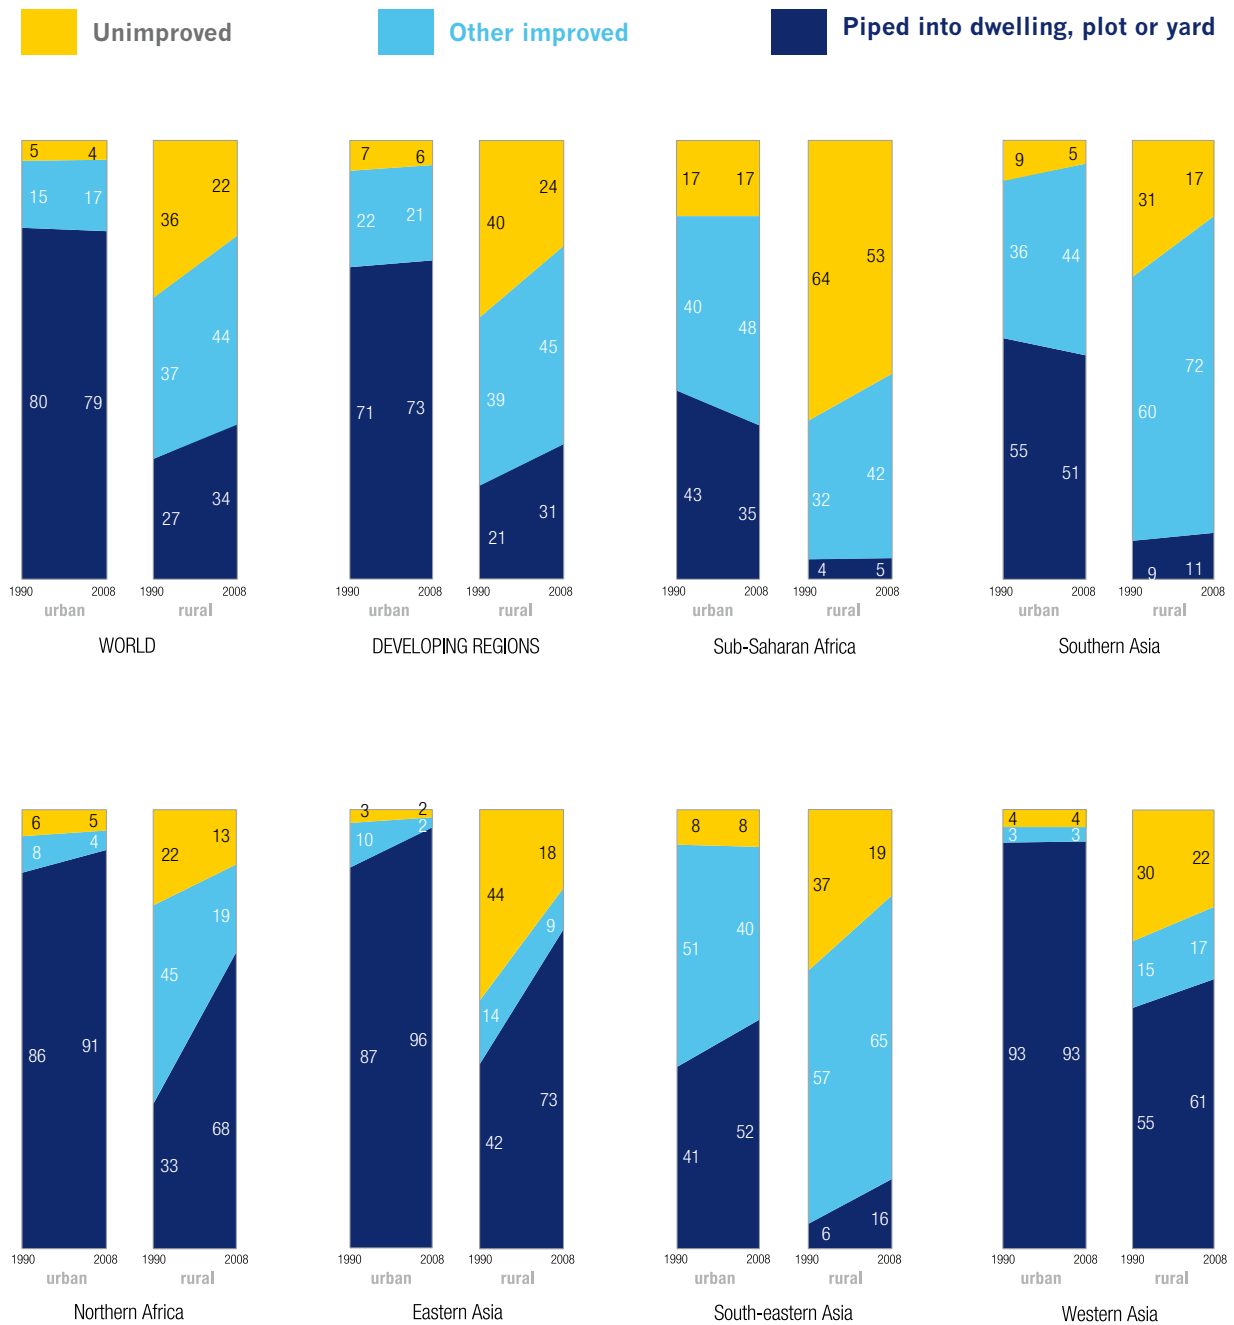 Unimproved
Other improved
Piped into dwelling, plot or yard
5 4
15 17
80 79
1990 2008
urban
36 22
37 44
27 34
1990 2008
rural
WORLD
7 6
22 21
71 73
1990 2008
urban
40 24
39 45
21 31
1990 2008
rural
DEVELOPING REGIONS
17 17
40 48
43 35
1990 2008
urban
64 53
32 42
4 5
1990 2008
rural
Sub-Saharan Africa
9 5
36 44
55 51
1990 2008
urban
31 17
60 72
9 11
1990 2008
rural
Southern Asia
6 5
8 4
86 91
1990 2008
urban
22 13
45 19
33 68
1990 2008
rural
Northern Africa
3 2
10 2
87 96
1990 2008
urban
44 18
14 9
42 73
1990 2008
rural
Eastern Asia
8 8
51 40
41 52
1990 2008
urban
37 19
57 65
6 16
1990 2008
rural
South-eastern Asia
4 4
3 3
93 93
1990 2008
urban
30 22
15 17
55 61
1990 2008
rural
Western Asia